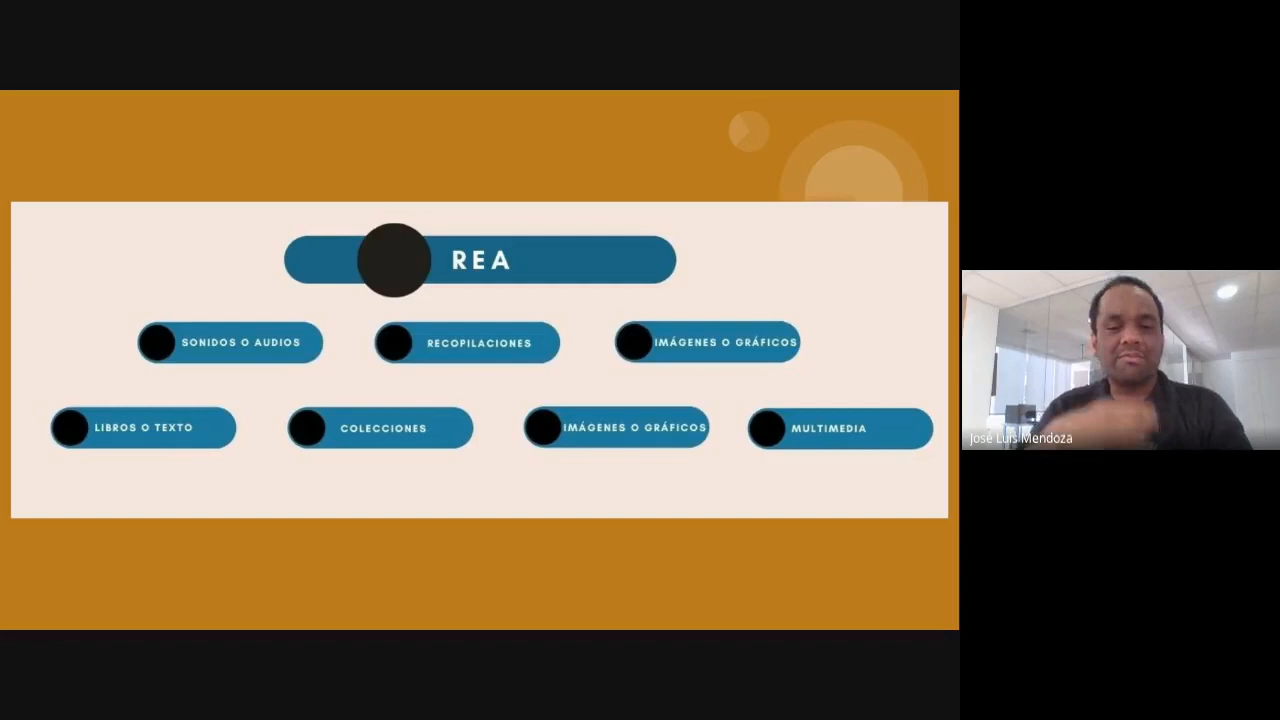 REA
SONIDOS O AUDIOS
RECOPILACIONES
IMÁGENES O GRÁFICOS
LIBROS O TEXTO
COLECCIONES
IMÁGENES O GRÁFICOS
MULTIMEDIA
José Luis Mendoza